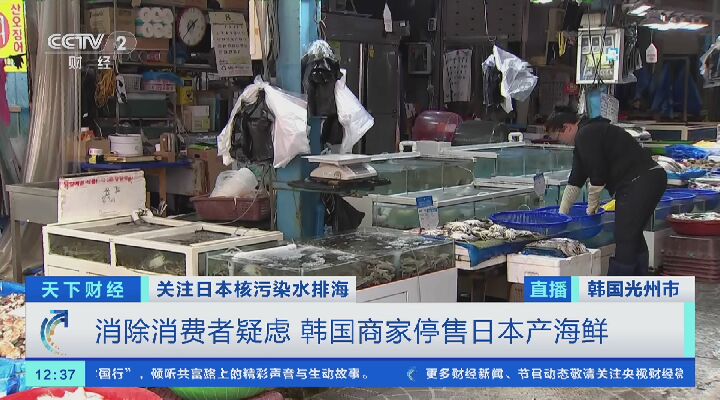 CCTV 2
财经
산오징어
天下财经 关注日本核污染水排海 直播 韩国光州市
消除消费者疑虑 韩国商家停售日本产海鲜
12:37 国行”，倾听共富路上的精彩声音与生动故事。 更多财经新闻、节目动态敬请关注央视财经